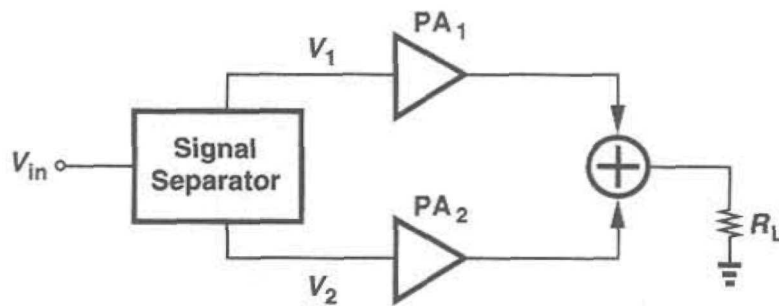 PA1
V1
Vin
Signal
Separator
PA2
V2
RL